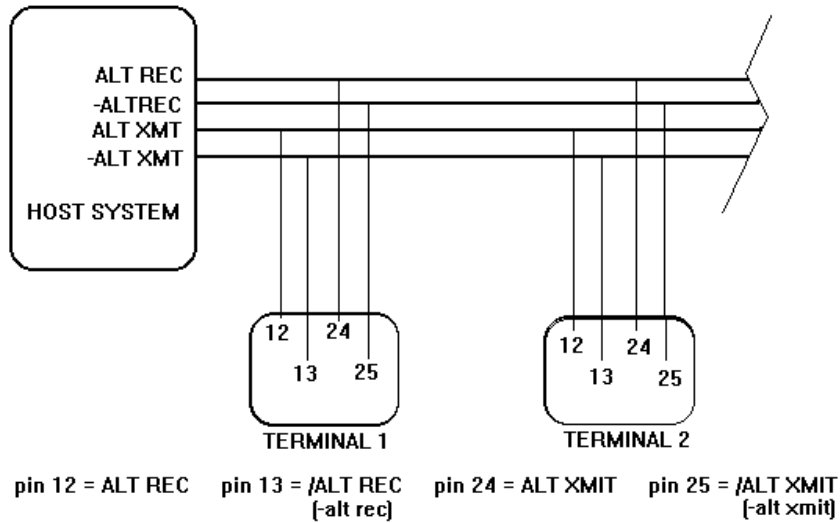 ALT REC
-ALTREC
ALT XMT
-ALT XMT
HOST SYSTEM
12 24
13 25
TERMINAL 1
12 24
13 25
TERMINAL 2
pin 12 = ALT REC pin 13 = /ALT REC pin 24 = ALT XMIT pin 25 = /ALT XMIT
(-alt rec) (-alt xmit)